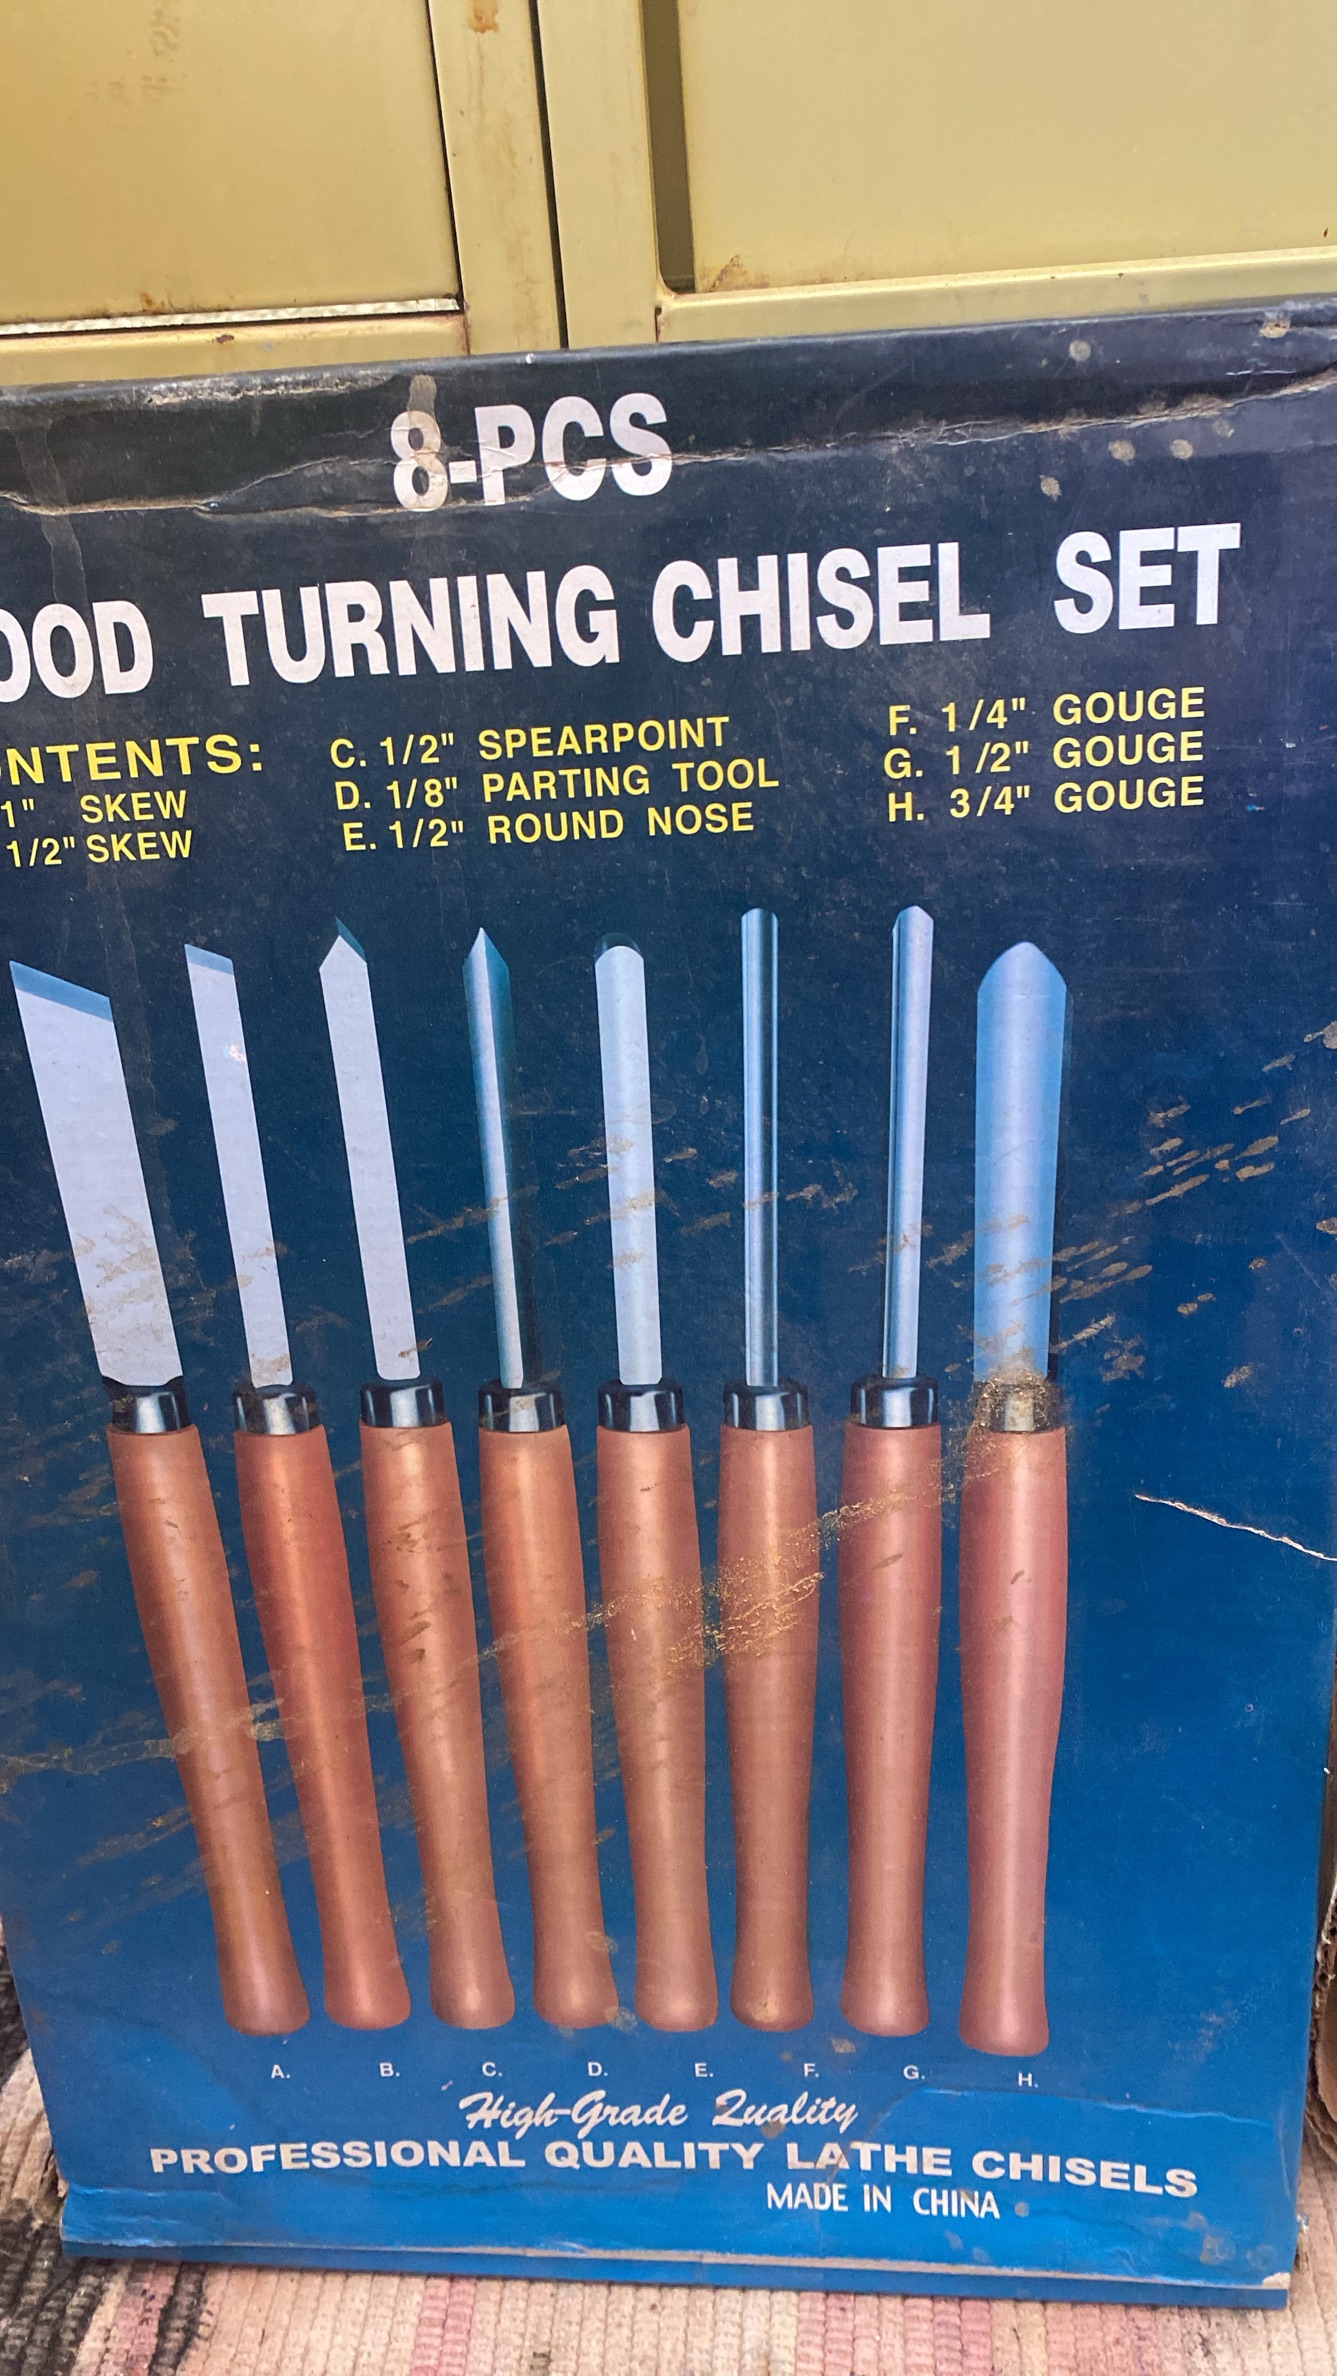 8-PCS
OOD TURNING CHISEL SET
ONTENTS:
1" SKEW
1/2" SKEW
C. 1/2" SPEARPOINT
D. 1/8" PARTING TOOL
E. 1/2" ROUND NOSE
F. 1/4" GOUGE
G. 1/2" GOUGE
H. 3/4" GOUGE
A. B. C. D. E. F. G. H.
High-Grade Quality
PROFESSIONAL QUALITY LATHE CHISELS
MADE IN CHINA